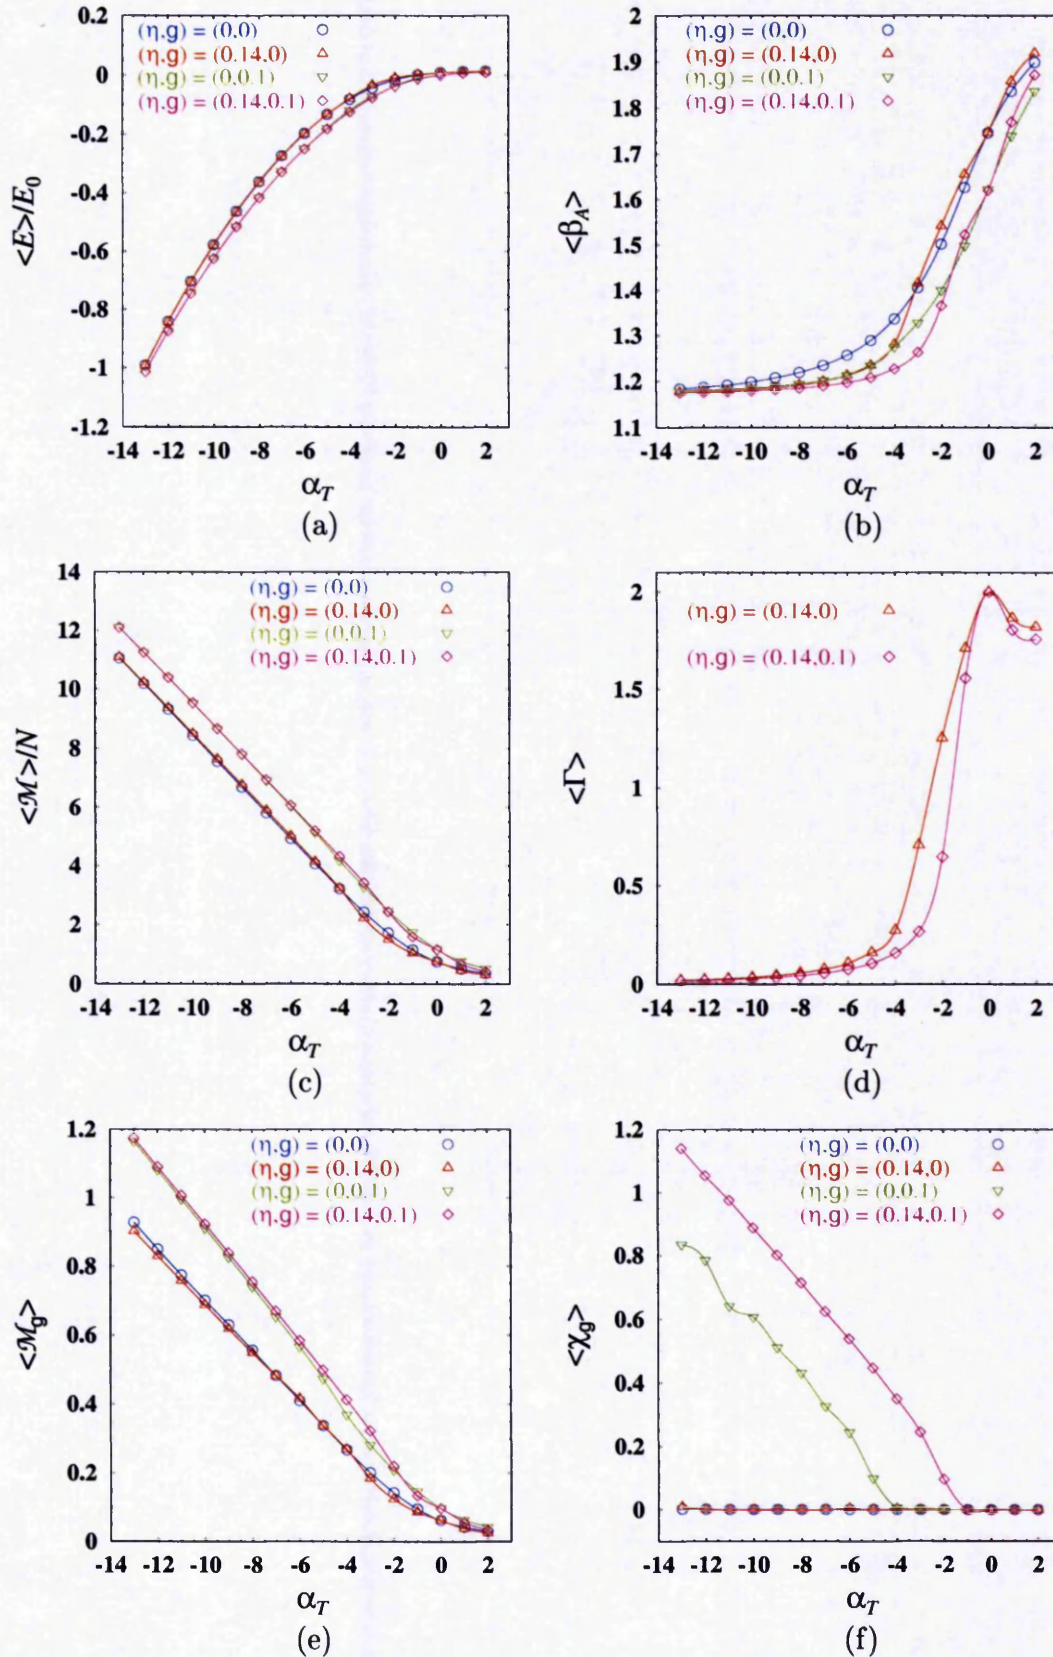 0.2
0
-0.2
-0.4
-0.6
-0.8
-1
-1.2
<E>/E₀
(η.g) = (0.0)
(η.g) = (0.14,0)
(η.g) = (0,0.1)
(η.g) = (0.14,0.1)
-14 -12 -10 -8 -6 -4 -2 0 2
α_T
(a)
2
1.9
1.8
1.7
1.6
1.5
1.4
1.3
1.2
1.1
<β_A>
(η.g) = (0,0)
(η.g) = (0.14,0)
(η.g) = (0,0.1)
(η.g) = (0.14,0.1)
-14 -12 -10 -8 -6 -4 -2 0 2
α_T
(b)
14
12
10
8
6
4
2
0
<M>/N
(η.g) = (0,0)
(η.g) = (0.14,0)
(η.g) = (0,0.1)
(η.g) = (0.14,0.1)
-14 -12 -10 -8 -6 -4 -2 0 2
α_T
(c)
2
1.5
1
0.5
0
<Γ>
(η.g) = (0.14,0)
(η.g) = (0.14,0.1)
-14 -12 -10 -8 -6 -4 -2 0 2
α_T
(d)
1.2
1
0.8
0.6
0.4
0.2
0
<M_g>
(η.g) = (0,0)
(η.g) = (0.14,0)
(η.g) = (0,0.1)
(η.g) = (0.14,0.1)
-14 -12 -10 -8 -6 -4 -2 0 2
α_T
(e)
1.2
1
0.8
0.6
0.4
0.2
0
<χ_g>
(η.g) = (0,0)
(η.g) = (0.14,0)
(η.g) = (0,0.1)
(η.g) = (0.14,0.1)
-14 -12 -10 -8 -6 -4 -2 0 2
α_T
(f)